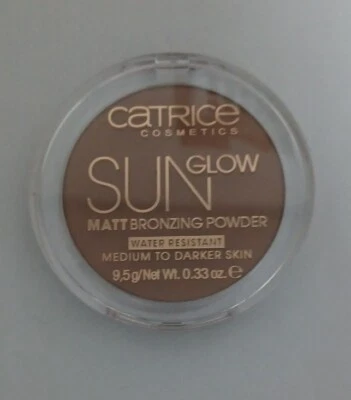 CATRICE
COSMETICS
SUN GLOW
MATT BRONZING POWDER
WATER RESISTANT
MEDIUM TO DARKER SKIN
9,5g/Net Wt. 0.33 oz. ℮